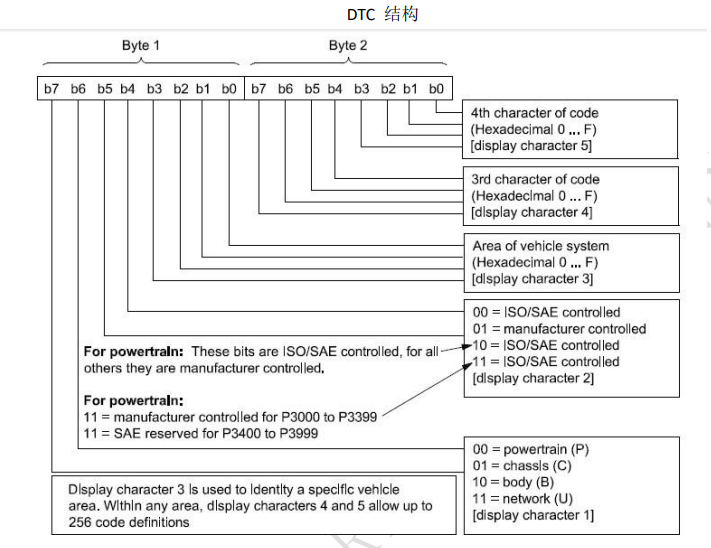 DTC 结构
Byte 1
Byte 2
b7 b6 b5 b4 b3 b2 b1 b0 b7 b6 b5 b4 b3 b2 b1 b0
4th character of code
(Hexadecimal 0 ... F)
[display character 5]
3rd character of code
(Hexadecimal 0 ... F)
[display character 4]
Area of vehicle system
(Hexadecimal 0 ... F)
[display character 3]
00 = ISO/SAE controlled
01 = manufacturer controlled
10 = ISO/SAE controlled
11 = ISO/SAE controlled
[display character 2]
For powertrain: These bits are ISO/SAE controlled, for all
others they are manufacturer controlled.
For powertrain:
11 = manufacturer controlled for P3000 to P3399
11 = SAE reserved for P3400 to P3999
00 = powertrain (P)
01 = chassis (C)
10 = body (B)
11 = network (U)
[display character 1]
Display character 3 is used to identity a specific vehicle
area. Within any area, display characters 4 and 5 allow up to
256 code definitions